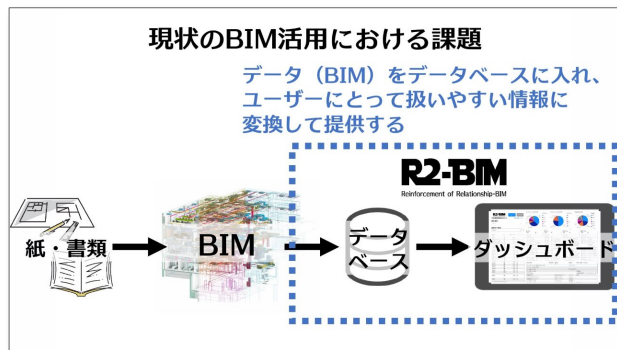 現状のBIM活用における課題
データ（BIM）をデータベースに入れ、
ユーザーにとって扱いやすい情報に
変換して提供する
R2-BIM
Reinforcement of Relationship-BIM
紙・書類
BIM
データ
ベース
ダッシュボード
R2-BIM